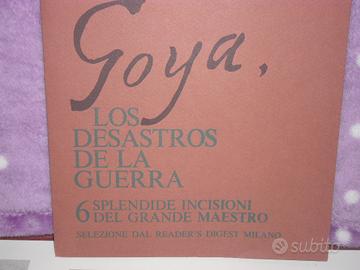 Goya,
LOS
DESASTROS
DE LA
GUERRA
6 SPLENDIDE INCISIONI
DEL GRANDE MAESTRO
SELEZIONE DAL READER'S DIGEST MILANO
subito